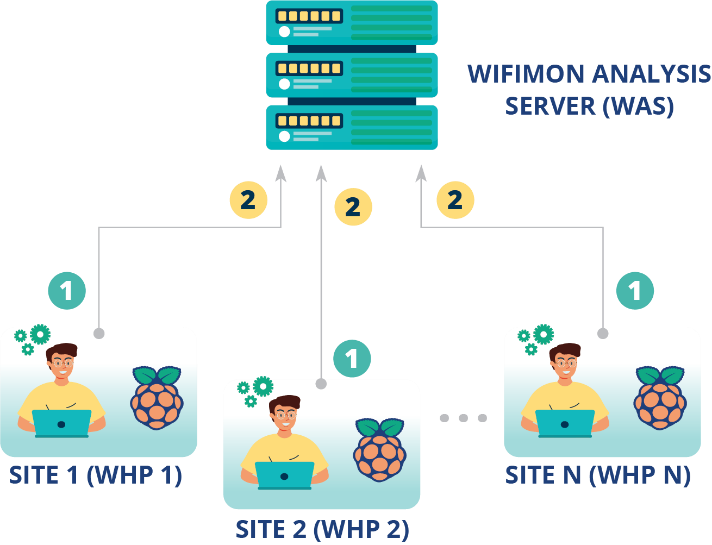 WIFIMON ANALYSIS
SERVER (WAS)
2
2
2
1
1
1
SITE 1 (WHP 1)
SITE N (WHP N)
SITE 2 (WHP 2)